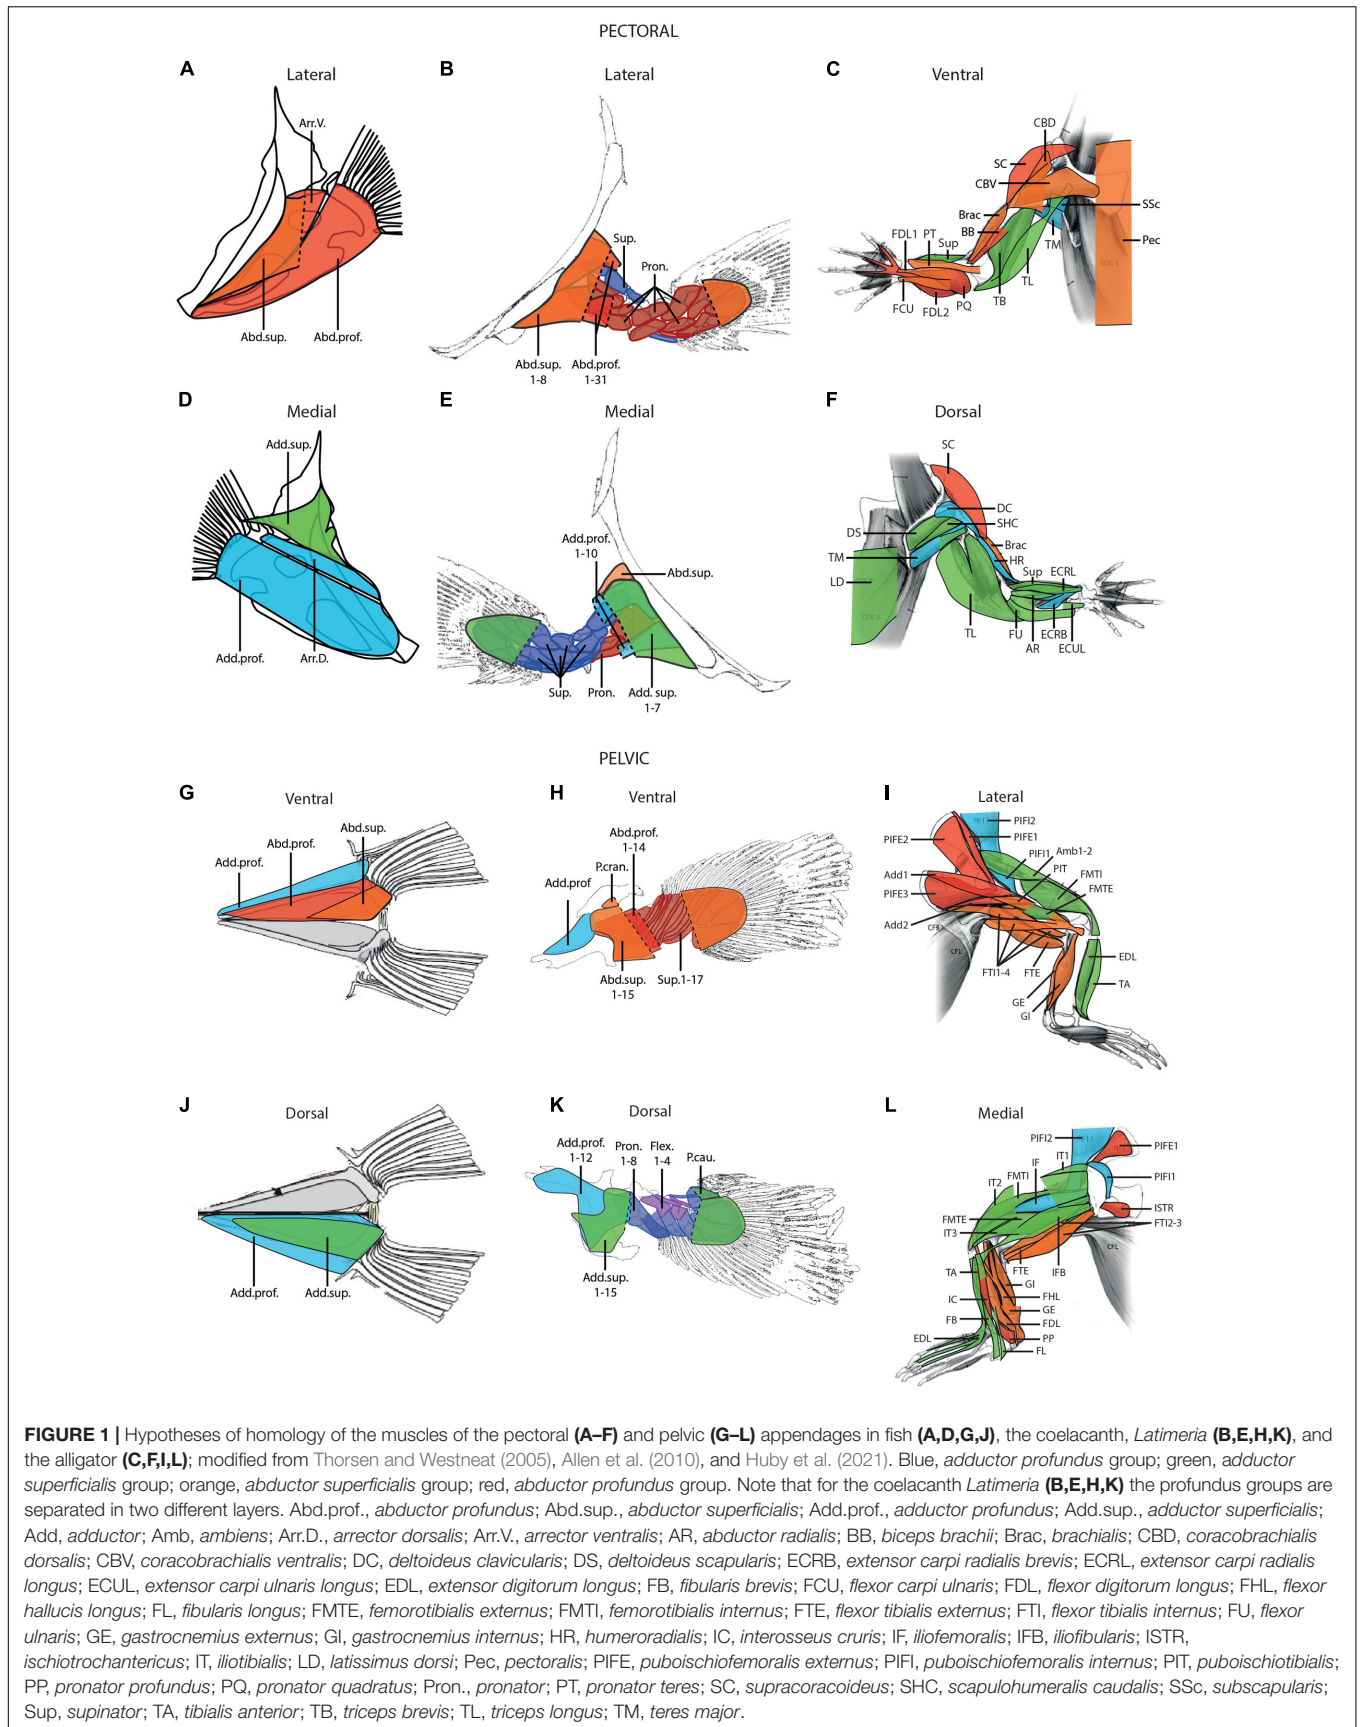 PECTORAL
A
Lateral
Arr.V.
Abd.sup.
Abd.prof.
B
Lateral
Sup.
Pron.
Abd.sup.
1-8
Abd.prof.
1-31
C
Ventral
CBD
SC
CBV
SSc
Brac
BB
TM
Pec
FDL1
PT
Sup
TL
TB
FCU
FDL2
PQ
D
Medial
Add.sup.
Add.prof.
Arr.D.
E
Medial
Add.prof.
1-10
Abd.sup.
Sup.
Pron.
Add. sup.
1-7
F
Dorsal
SC
DC
SHC
DS
Brac
TM
HR
LD
Sup
ECRL
TL
FU
ECRB
AR
ECUL
PELVIC
G
Ventral
Abd.sup.
Abd.prof.
Add.prof.
H
Ventral
Abd.prof.
1-14
P.cran.
Add.prof
Abd.sup.
1-15
Sup.1-17
I
Lateral
PIFI2
PIFE2
PIFE1
PIFI1
Amb1-2
PIT
Add1
FMTI
PIFE3
FMTE
Add2
CFB
CFL
FTI1-4
FTE
EDL
TA
GE
GI
J
Dorsal
Add.prof.
Add.sup.
K
Dorsal
Add.prof.
1-12
Pron.
1-8
Flex.
1-4
P.cau.
Add.sup.
1-15
L
Medial
PIFI2
PIFE1
IT1
IF
FMTI
PIFI1
IT2
ISTR
FMTE
FTI2-3
IT3
CFL
FTE
IFB
TA
GI
IC
FHL
GE
FB
FDL
EDL
PP
FL
FIGURE 1 | Hypotheses of homology of the muscles of the pectoral (A–F) and pelvic (G–L) appendages in fish (A,D,G,J), the coelacanth, Latimeria (B,E,H,K), and
the alligator (C,F,I,L); modified from Thorsen and Westneat (2005), Allen et al. (2010), and Huby et al. (2021). Blue, adductor profundus group; green, adductor
superficialis group; orange, abductor superficialis group; red, abductor profundus group. Note that for the coelacanth Latimeria (B,E,H,K) the profundus groups are
separated in two different layers. Abd.prof., abductor profundus; Abd.sup., abductor superficialis; Add.prof., adductor profundus; Add.sup., adductor superficialis;
Add, adductor; Amb, ambiens; Arr.D., arrector dorsalis; Arr.V., arrector ventralis; AR, abductor radialis; BB, biceps brachii; Brac, brachialis; CBD, coracobrachialis
dorsalis; CBV, coracobrachialis ventralis; DC, deltoideus clavicularis; DS, deltoideus scapularis; ECRB, extensor carpi radialis brevis; ECRL, extensor carpi radialis
longus; ECUL, extensor carpi ulnaris longus; EDL, extensor digitorum longus; FB, fibularis brevis; FCU, flexor carpi ulnaris; FDL, flexor digitorum longus; FHL, flexor
hallucis longus; FL, fibularis longus; FMTE, femorotibialis externus; FMTI, femorotibialis internus; FTE, flexor tibialis externus; FTI, flexor tibialis internus; FU, flexor
ulnaris; GE, gastrocnemius externus; GI, gastrocnemius internus; HR, humeroradialis; IC, interosseus cruris; IF, iliofemoralis; IFB, iliofibularis; ISTR,
ischiotrochantericus; IT, iliotibialis; LD, latissimus dorsi; Pec, pectoralis; PIFE, puboischiofemoralis externus; PIFI, puboischiofemoralis internus; PIT, puboischiotibialis;
PP, pronator profundus; PQ, pronator quadratus; Pron., pronator; PT, pronator teres; SC, supracoracoideus; SHC, scapulohumeralis caudalis; SSc, subscapularis;
Sup, supinator; TA, tibialis anterior; TB, triceps brevis; TL, triceps longus; TM, teres major.